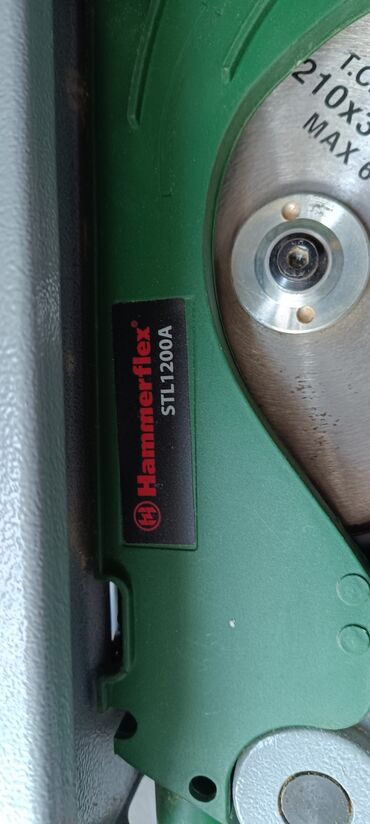 Hammerflex®
STL1200A
T.C.
210X3
MAX 6